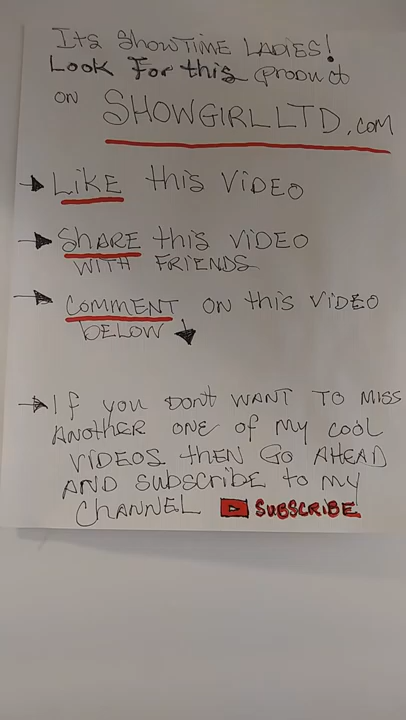 Its SHOWTIME LADIES!
Look For this product
ON SHOWGIRLLTD.com
LIKE this VIDEO
SHARE this VIDEO
WITH FRIENDS
COMMENT ON this VIDEO
below
If you DONT WANT TO MISS
ANOTHER ONE of My cool
VIDEOS then GO AHEAD
AND SUBSCRIBE to my
CHANNEL SUBSCRIBE